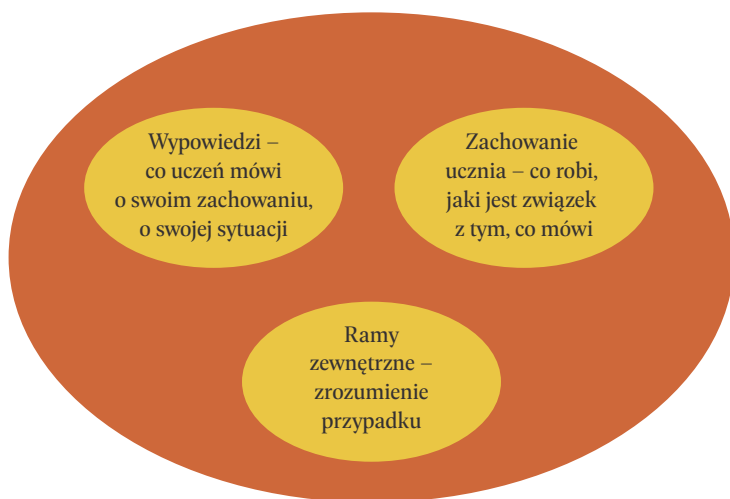 Wypowiedzi –
co uczeń mówi
o swoim zachowaniu,
o swojej sytuacji
Zachowanie
ucznia – co robi,
jaki jest związek
z tym, co mówi
Ramy
zewnętrzne –
zrozumienie
przypadku